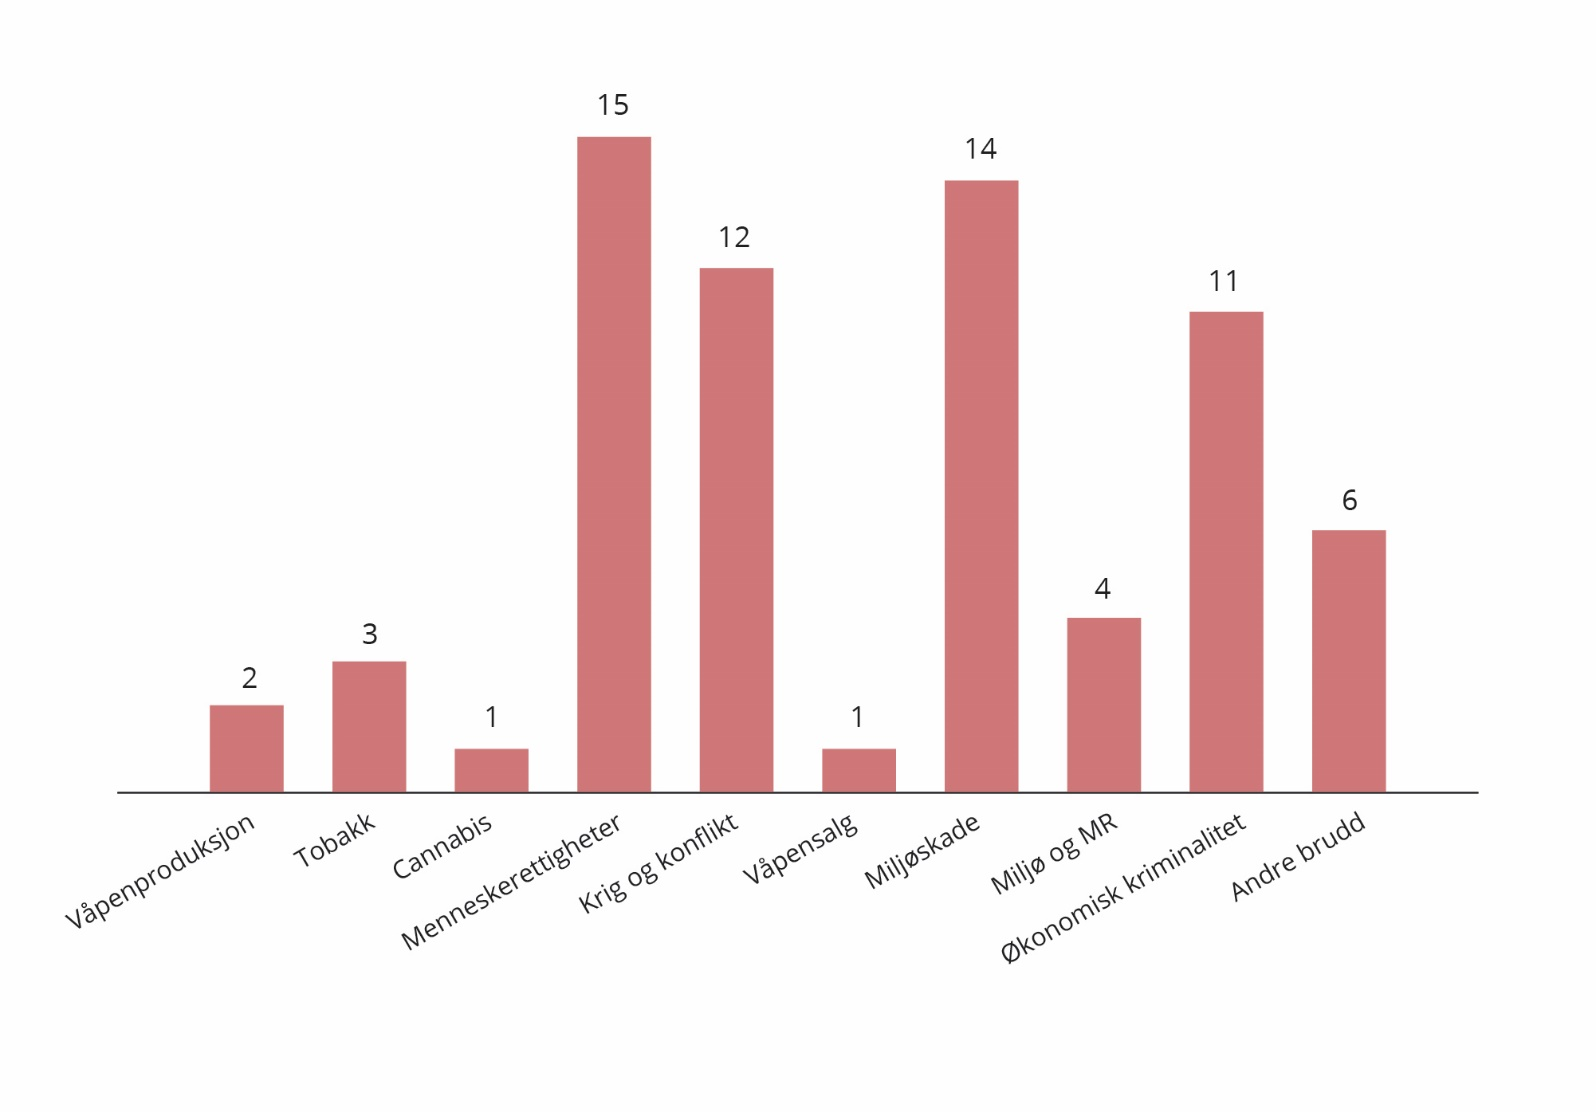 15
14
12
11
6
4
3
2
1
1
Våpenproduksjon
Tobakk
Cannabis
Menneskerettigheter
Krig og konflikt
Våpensalg
Miljøskade
Miljø og MR
Økonomisk kriminalitet
Andre brudd